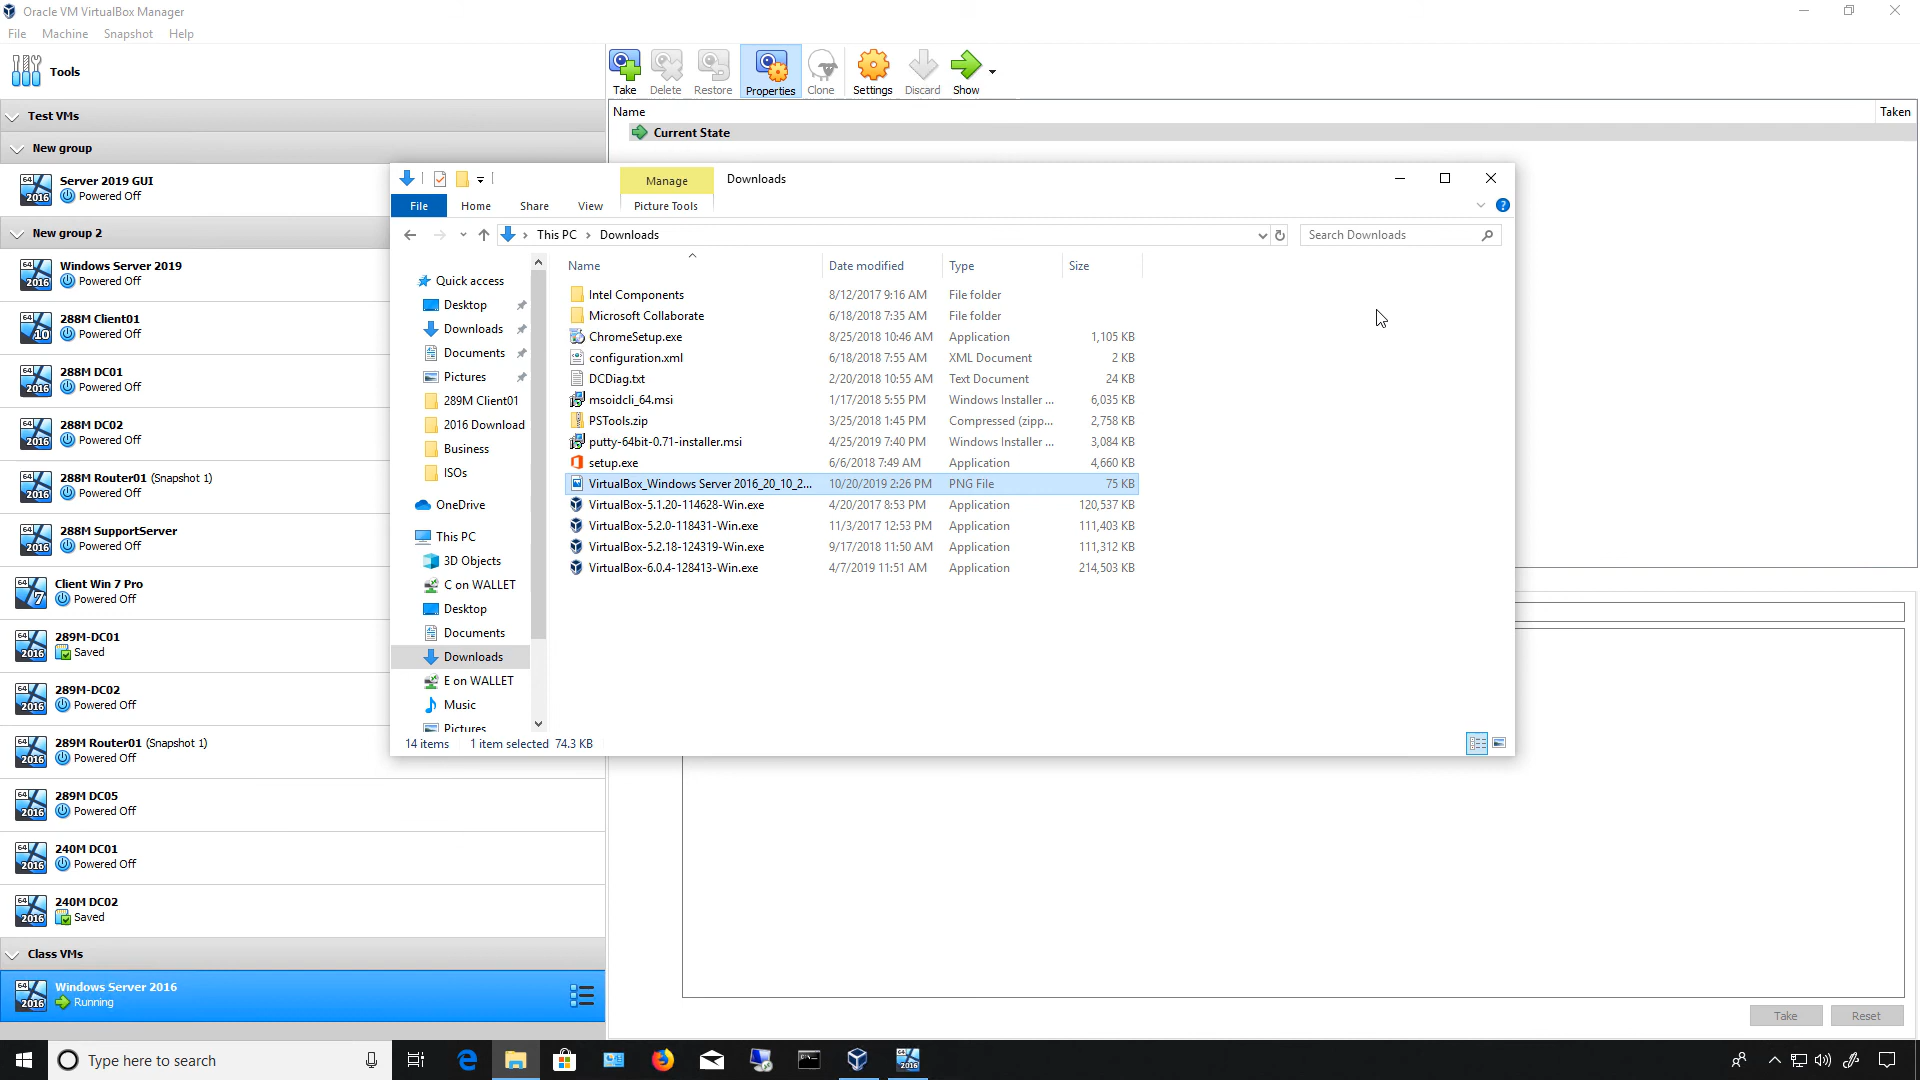 Oracle VM VirtualBox Manager
File Machine Snapshot Help
Tools
Take Delete Restore Properties Clone Settings Discard Show
Name Taken
Current State
Test VMs
New group
Server 2019 GUI
Powered Off
New group 2
Windows Server 2019
Powered Off
288M Client01
Powered Off
288M DC01
Powered Off
288M DC02
Powered Off
288M Router01 (Snapshot 1)
Powered Off
288M SupportServer
Powered Off
Client Win 7 Pro
Powered Off
289M-DC01
Saved
289M-DC02
Powered Off
289M Router01 (Snapshot 1)
Powered Off
289M DC05
Powered Off
240M DC01
Powered Off
240M DC02
Saved
Class VMs
Windows Server 2016
Running
Manage Downloads
File Home Share View Picture Tools
This PC Downloads Search Downloads
Quick access
Desktop
Downloads
Documents
Pictures
289M Client01
2016 Download
Business
ISOs
OneDrive
This PC
3D Objects
C on WALLET
Desktop
Documents
Downloads
E on WALLET
Music
Pictures
Name Date modified Type Size
Intel Components 8/12/2017 9:16 AM File folder
Microsoft Collaborate 6/18/2018 7:35 AM File folder
ChromeSetup.exe 8/25/2018 10:46 AM Application 1,105 KB
configuration.xml 6/18/2018 7:55 AM XML Document 2 KB
DCDiag.txt 2/20/2018 10:55 AM Text Document 24 KB
msoidcli_64.msi 1/17/2018 5:55 PM Windows Installer ... 6,035 KB
PSTools.zip 3/25/2018 1:45 PM Compressed (zipp... 2,758 KB
putty-64bit-0.71-installer.msi 4/25/2019 7:40 PM Windows Installer ... 3,084 KB
setup.exe 6/6/2018 7:49 AM Application 4,660 KB
VirtualBox_Windows Server 2016_20_10_2... 10/20/2019 2:26 PM PNG File 75 KB
VirtualBox-5.1.20-114628-Win.exe 4/20/2017 8:53 PM Application 120,537 KB
VirtualBox-5.2.0-118431-Win.exe 11/3/2017 12:53 PM Application 111,403 KB
VirtualBox-5.2.18-124319-Win.exe 9/17/2018 11:50 AM Application 111,312 KB
VirtualBox-6.0.4-128413-Win.exe 4/7/2019 11:51 AM Application 214,503 KB
14 items 1 item selected 74.3 KB
Take Reset
Type here to search